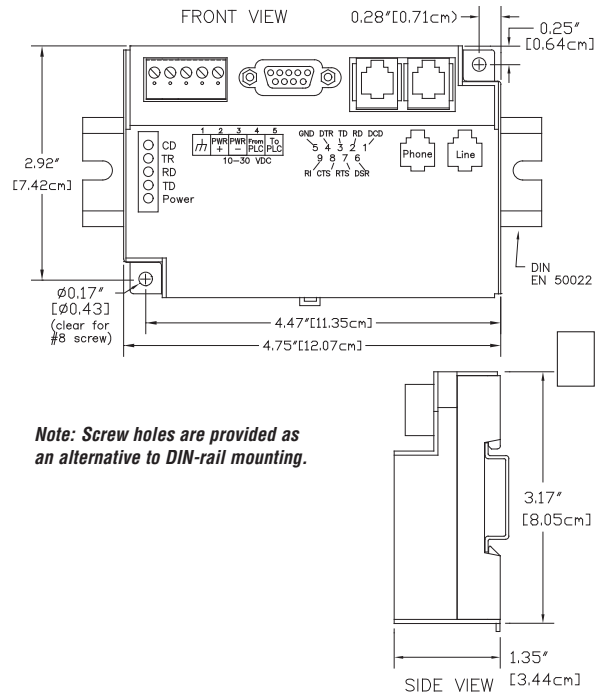 FRONT VIEW
0.28"[0.71cm)
0.25"
[0.64cm]
1 2 3 4 5
PWR + PWR - From PLC To PLC
10-30 VDC
GND DTR TD RD DCD
5 4 3 2 1
9 8 7 6
RI CTS RTS DSR
Phone
Line
CD
TR
RD
TD
Power
2.92"
[7.42cm]
DIN
EN 50022
Ø0.17"
[Ø0.43]
(clear for
#8 screw)
4.47"[11.35cm]
4.75"[12.07cm]
Note: Screw holes are provided as
an alternative to DIN-rail mounting.
3.17"
[8.05cm]
1.35"
[3.44cm]
SIDE VIEW